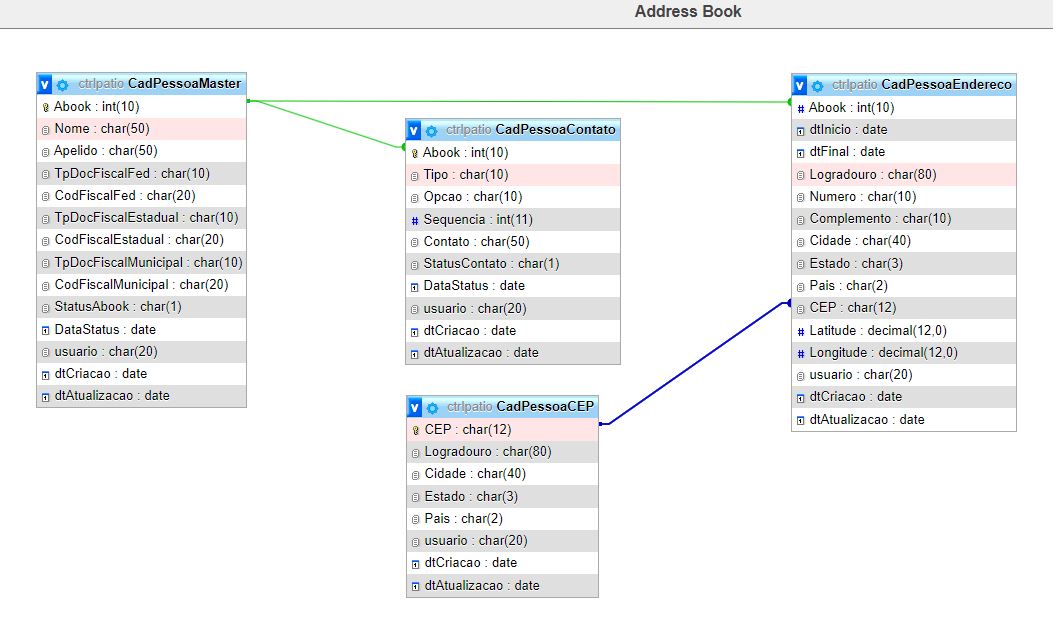 Address Book
ctrlpatio CadPessoaMaster
Abook : int(10)
Nome : char(50)
Apelido : char(50)
TpDocFiscalFed : char(10)
CodFiscalFed : char(20)
TpDocFiscalEstadual : char(10)
CodFiscalEstadual : char(20)
TpDocFiscalMunicipal : char(10)
CodFiscalMunicipal : char(20)
StatusAbook : char(1)
DataStatus : date
usuario : char(20)
dtCriacao : date
dtAtualizacao : date
ctrlpatio CadPessoaContato
Abook : int(10)
Tipo : char(10)
Opcao : char(10)
Sequencia : int(11)
Contato : char(50)
StatusContato : char(1)
DataStatus : date
usuario : char(20)
dtCriacao : date
dtAtualizacao : date
ctrlpatio CadPessoaCEP
CEP : char(12)
Logradouro : char(80)
Cidade : char(40)
Estado : char(3)
Pais : char(2)
usuario : char(20)
dtCriacao : date
dtAtualizacao : date
ctrlpatio CadPessoaEndereco
Abook : int(10)
dtInicio : date
dtFinal : date
Logradouro : char(80)
Numero : char(10)
Complemento : char(10)
Cidade : char(40)
Estado : char(3)
Pais : char(2)
CEP : char(12)
Latitude : decimal(12,0)
Longitude : decimal(12,0)
usuario : char(20)
dtCriacao : date
dtAtualizacao : date